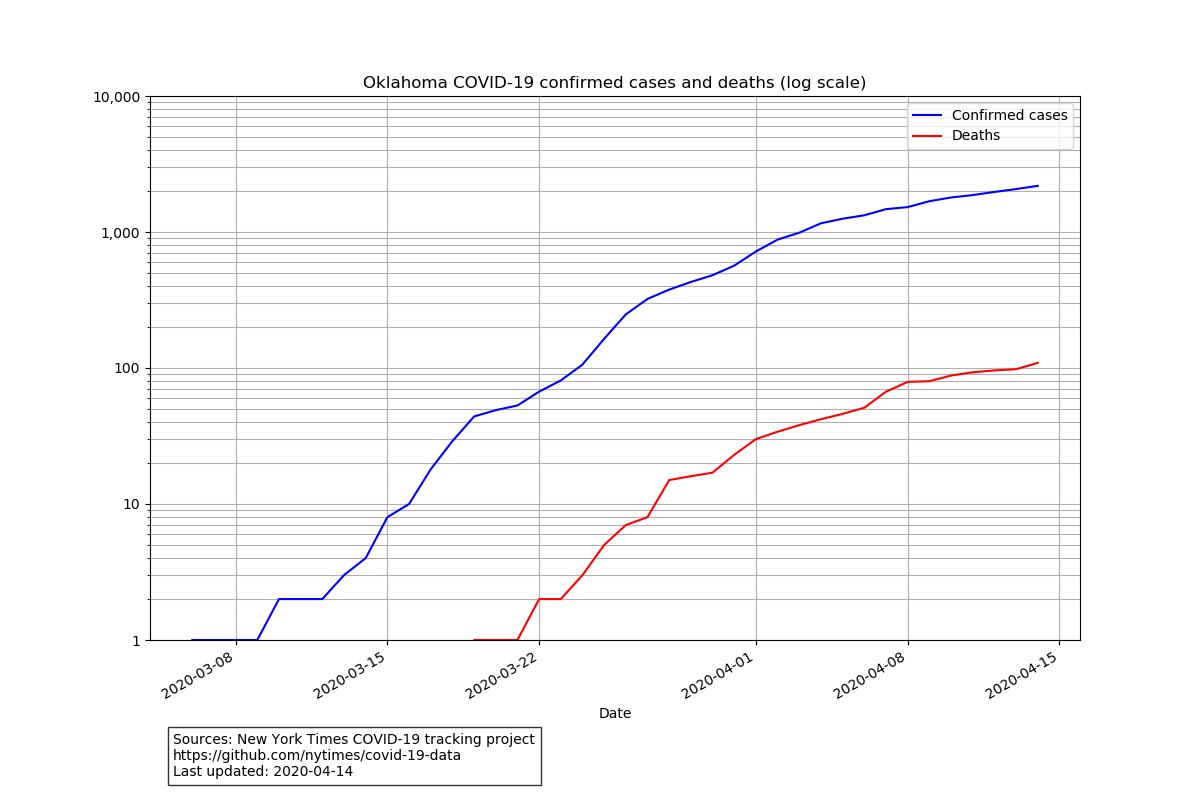 Oklahoma COVID-19 confirmed cases and deaths (log scale)
10,000
1,000
100
10
1
Confirmed cases
Deaths
2020-03-08
2020-03-15
2020-03-22
2020-04-01
2020-04-08
2020-04-15
Date
Sources: New York Times COVID-19 tracking project
https://github.com/nytimes/covid-19-data
Last updated: 2020-04-14